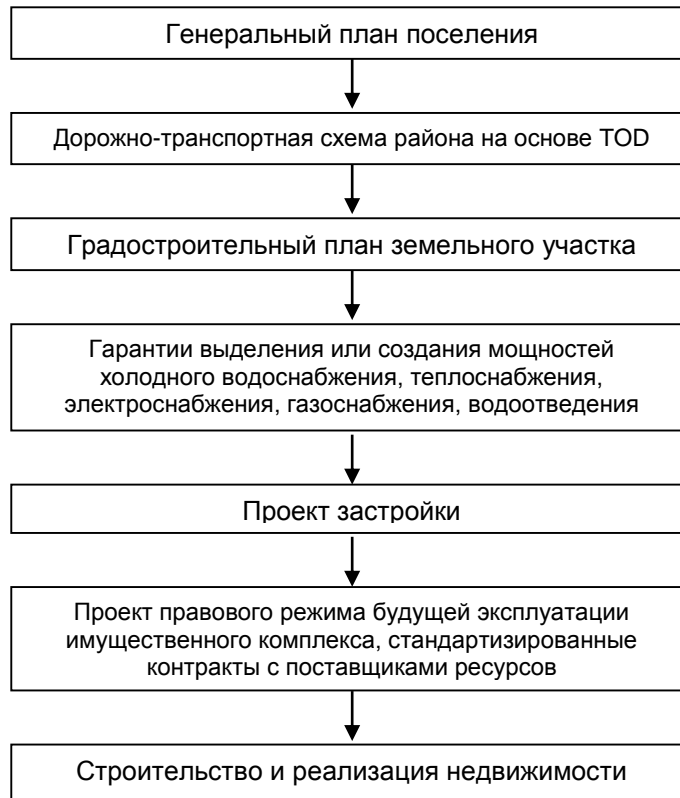 Генеральный план поселения
Дорожно-транспортная схема района на основе TOD
Градостроительный план земельного участка
Гарантии выделения или создания мощностей
холодного водоснабжения, теплоснабжения,
электроснабжения, газоснабжения, водоотведения
Проект застройки
Проект правового режима будущей эксплуатации
имущественного комплекса, стандартизированные
контракты с поставщиками ресурсов
Строительство и реализация недвижимости